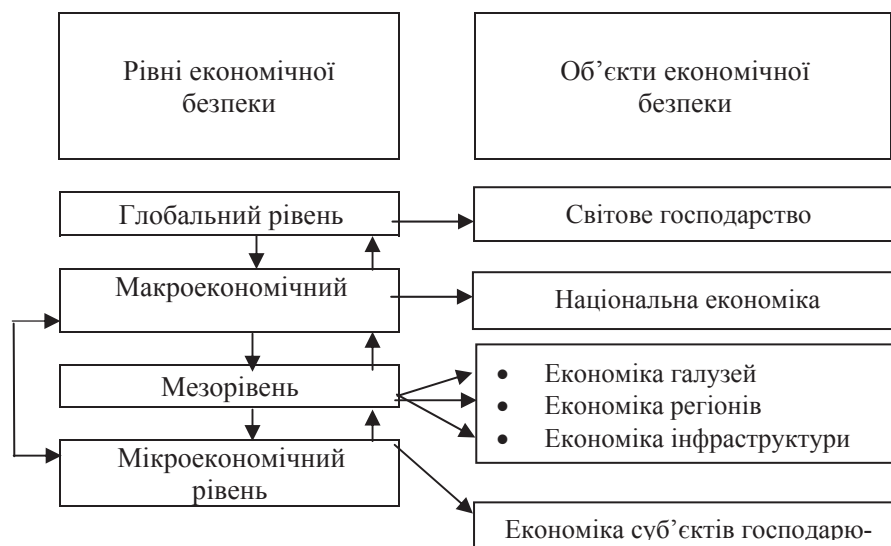 Рівні економічної
безпеки
Об’єкти економічної
безпеки
Глобальний рівень
Світове господарство
Макроекономічний
Національна економіка
Мезорівень
• Економіка галузей
• Економіка регіонів
• Економіка інфраструктури
Мікроекономічний
рівень
Економіка суб’єктів господарю-